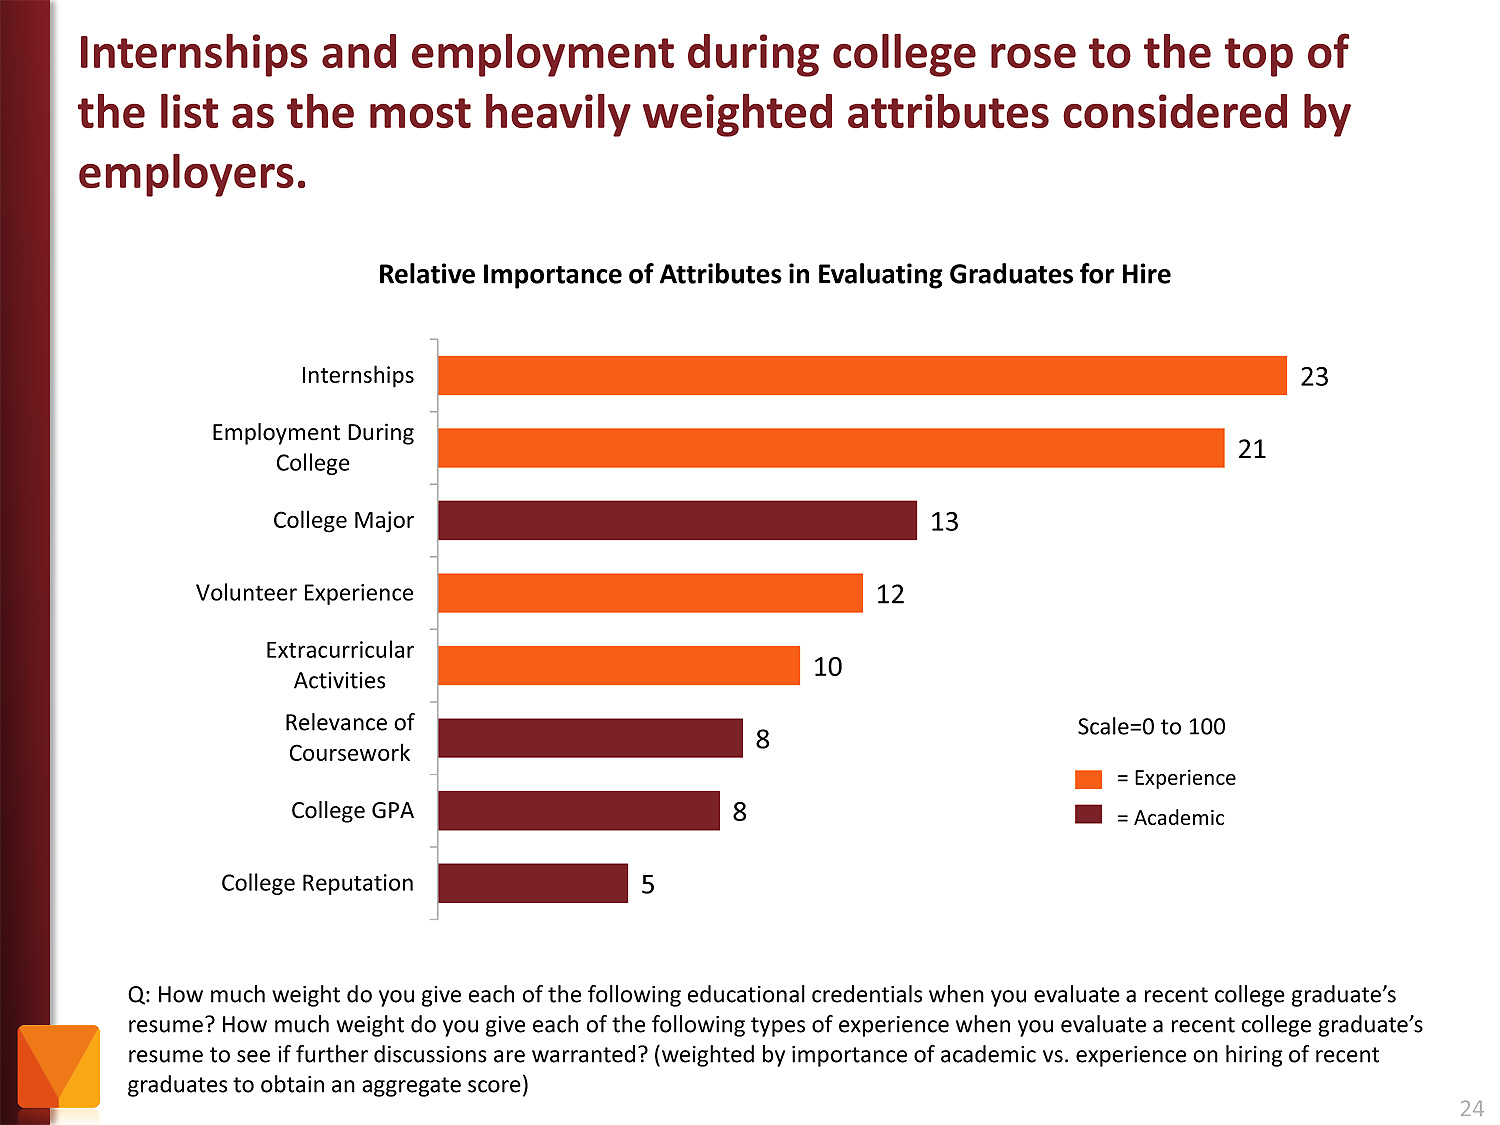 Internships and employment during college rose to the top of
the list as the most heavily weighted attributes considered by
employers.
Relative Importance of Attributes in Evaluating Graduates for Hire
Internships
23
Employment During
College
21
College Major
13
Volunteer Experience
12
Extracurricular
Activities
10
Relevance of
Coursework
8
College GPA
8
College Reputation
5
Scale=0 to 100
= Experience
= Academic
Q: How much weight do you give each of the following educational credentials when you evaluate a recent college graduate’s
resume? How much weight do you give each of the following types of experience when you evaluate a recent college graduate’s
resume to see if further discussions are warranted? (weighted by importance of academic vs. experience on hiring of recent
graduates to obtain an aggregate score)
24